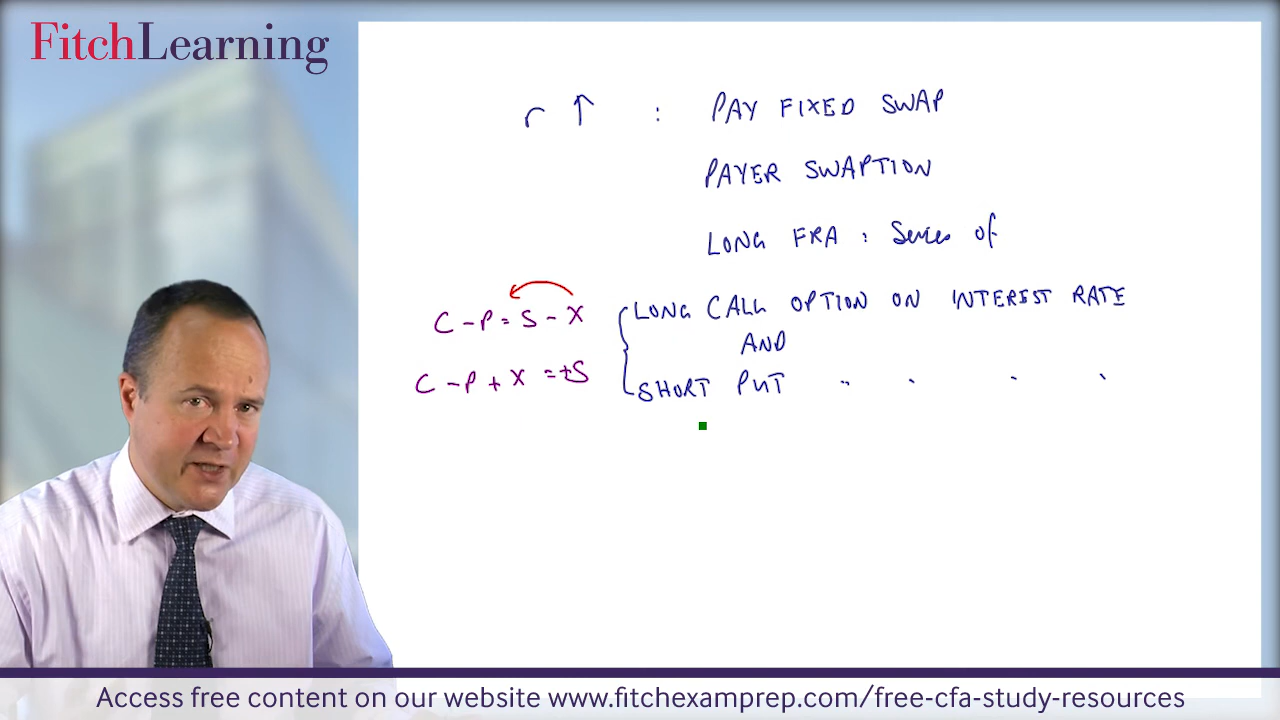 FitchLearning
r ↑ : PAY FIXED SWAP
PAYER SWAPTION
LONG FRA : Series of
C - P = S - X
{ LONG CALL OPTION ON INTEREST RATE
AND
C - P + X = +S
SHORT PUT " " " "
Access free content on our website www.fitchexamprep.com/free-cfa-study-resources